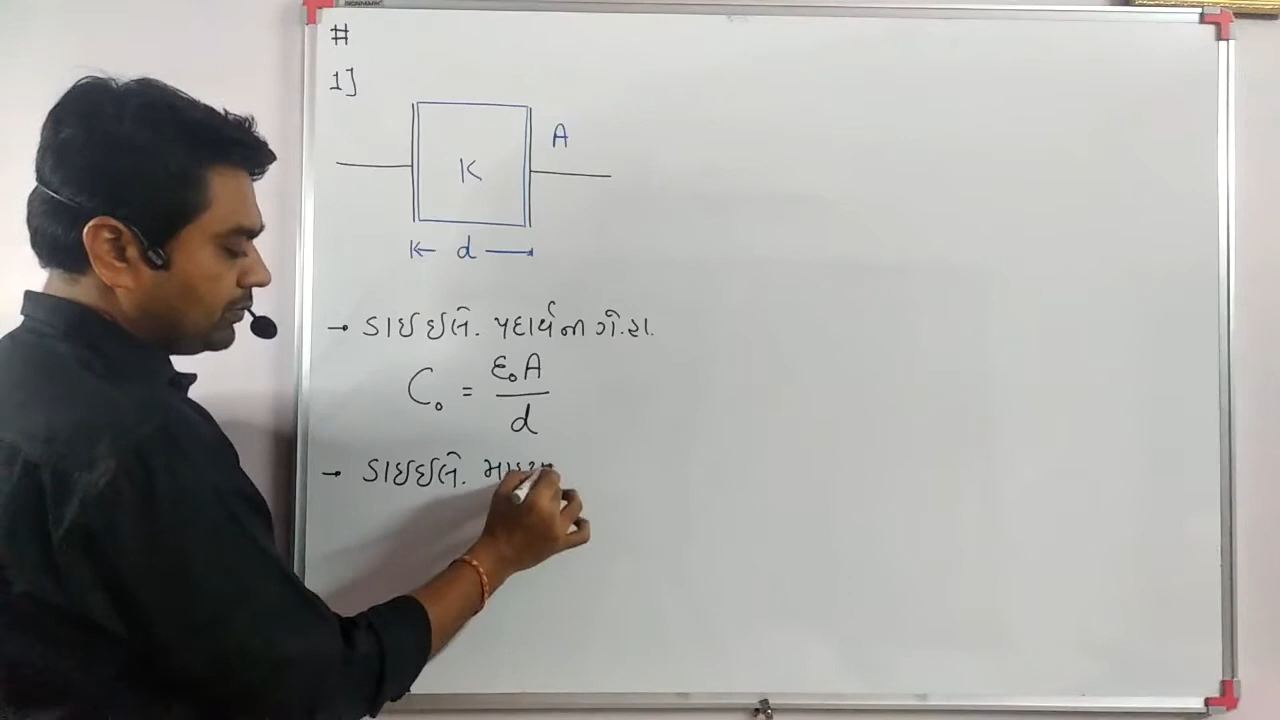 #
1]
K
A
d
→ ડાઇઇલે. પદાર્થના ગે.હા.
C₀ = ε₀A / d
→ ડાઇઇલે.